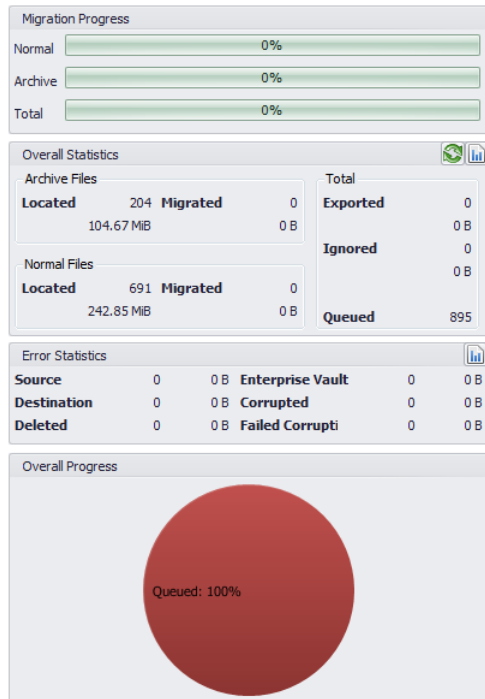 Migration Progress
Normal 0%
Archive 0%
Total 0%
Overall Statistics
Archive Files
Total
Located 204 Migrated 0 Exported 0
104.67 MiB 0 B 0 B
Ignored 0
Normal Files 0 B
Located 691 Migrated 0
242.85 MiB 0 B Queued 895
Error Statistics
Source 0 0 B Enterprise Vault 0 0 B
Destination 0 0 B Corrupted 0 0 B
Deleted 0 0 B Failed Corrupti 0 0 B
Overall Progress
Queued: 100%